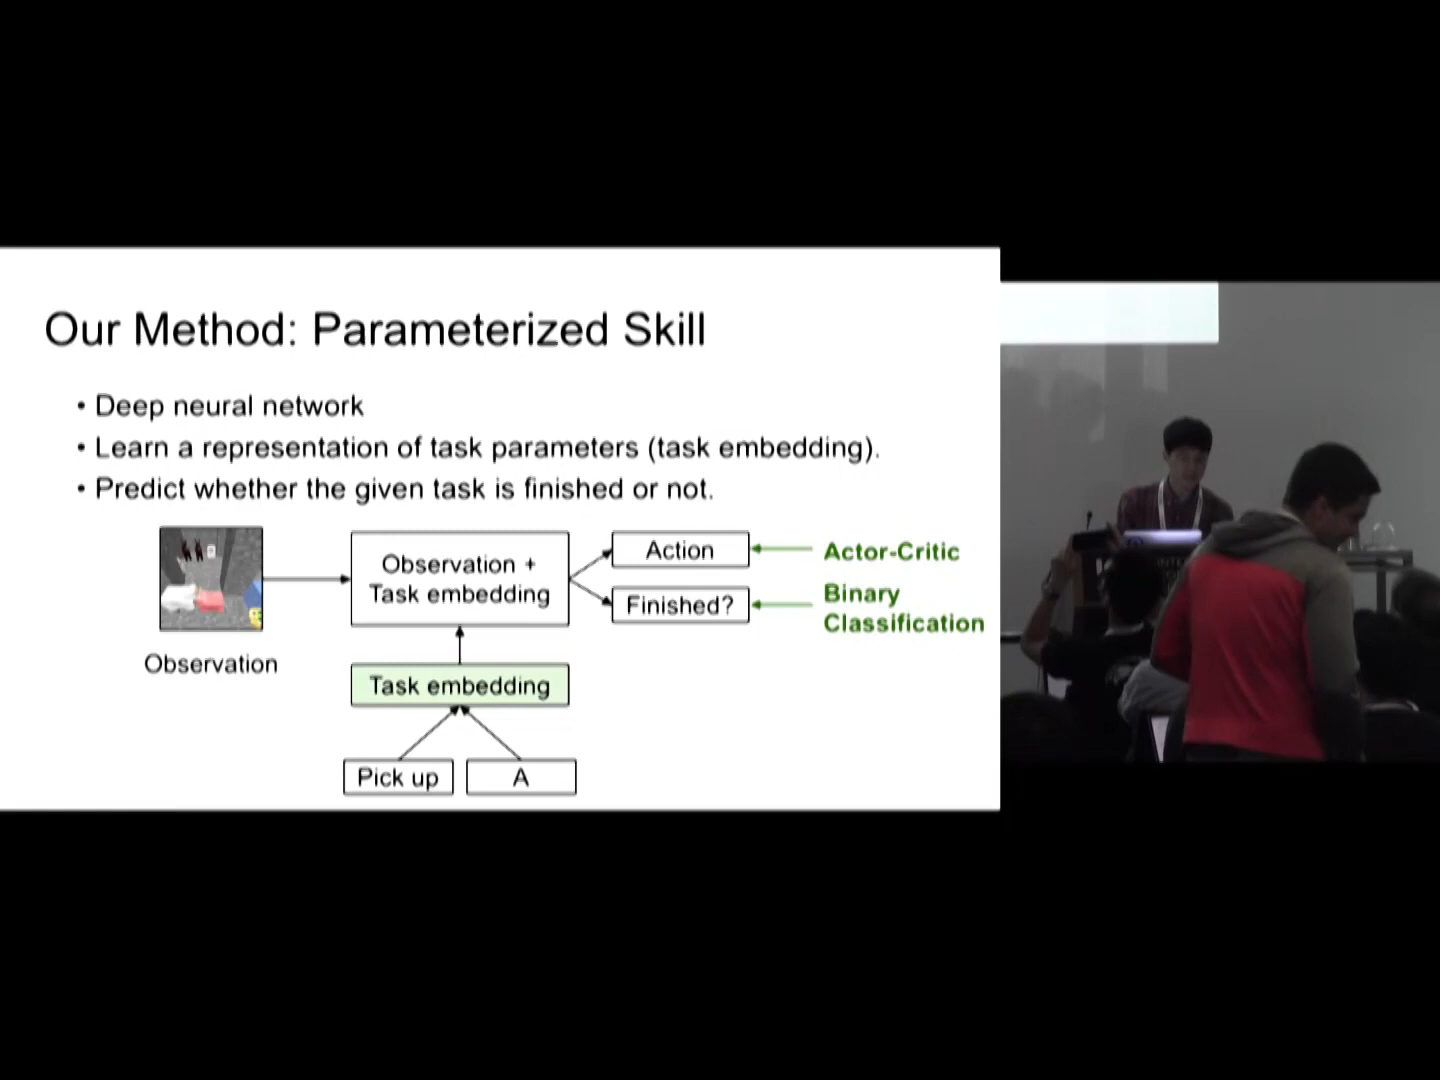 Our Method: Parameterized Skill
• Deep neural network
• Learn a representation of task parameters (task embedding).
• Predict whether the given task is finished or not.
Observation +
Task embedding
Action
Actor-Critic
Finished?
Binary
Classification
Observation
Task embedding
Pick up
A